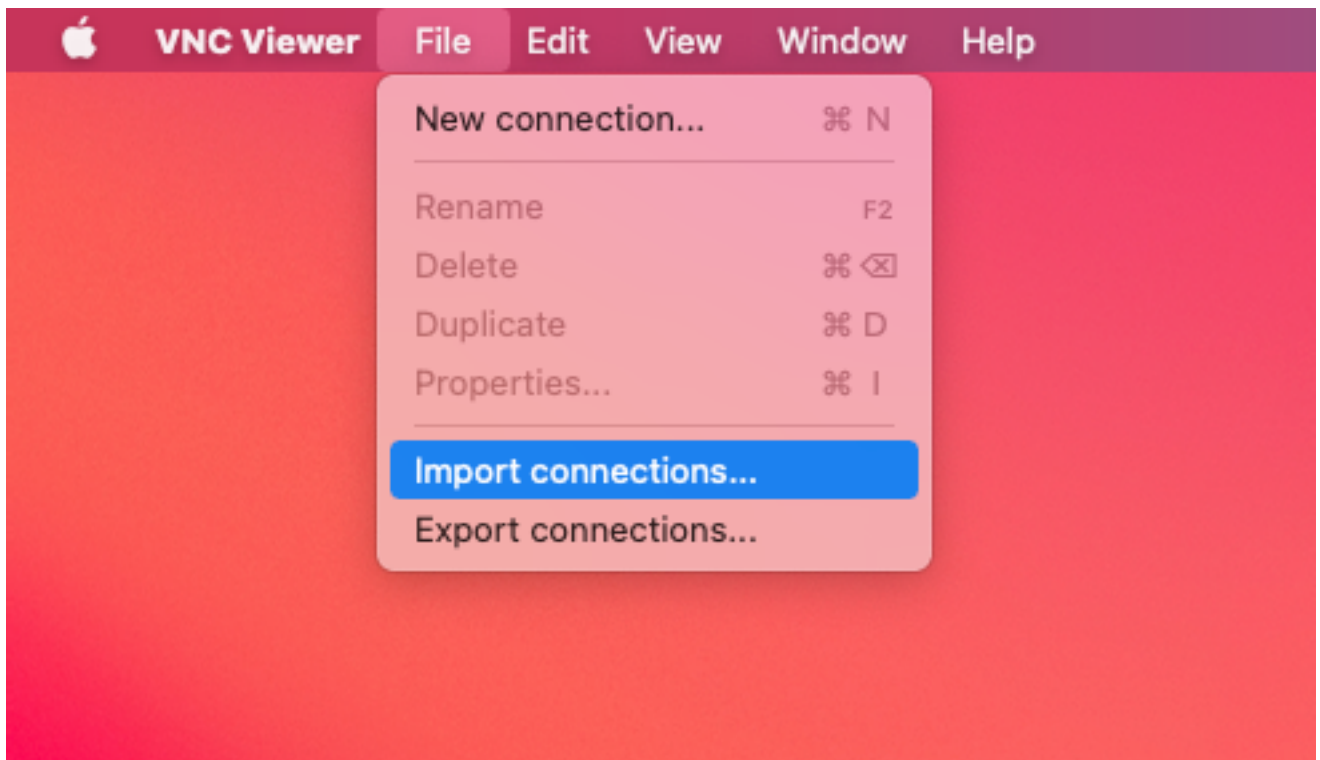 VNC Viewer File Edit View Window Help
New connection... ⌘ N
Rename F2
Delete ⌘ ⌫
Duplicate ⌘ D
Properties... ⌘ I
Import connections...
Export connections...